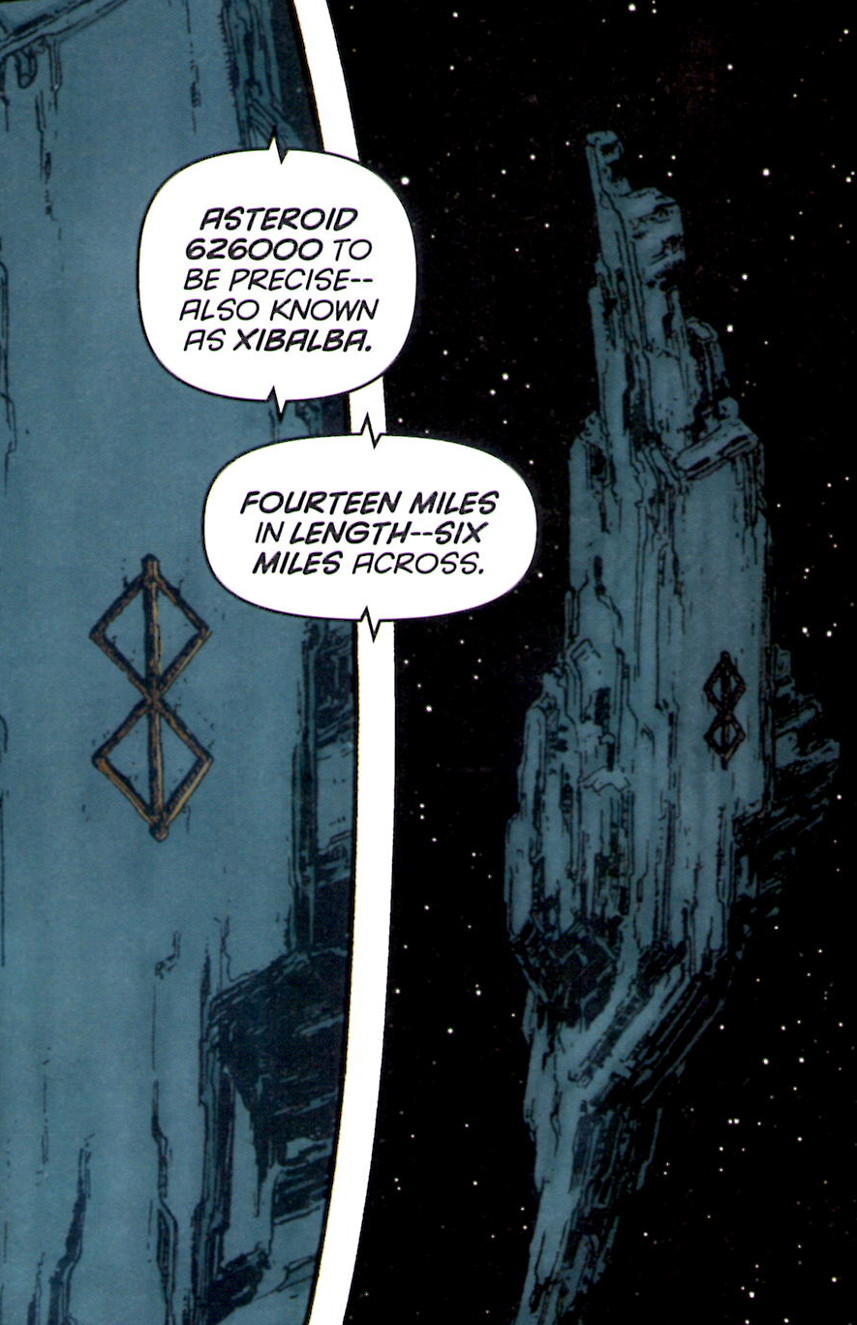 ASTEROID
626000 TO
BE PRECISE--
ALSO KNOWN
AS XIBALBA.
FOURTEEN MILES
IN LENGTH--SIX
MILES ACROSS.